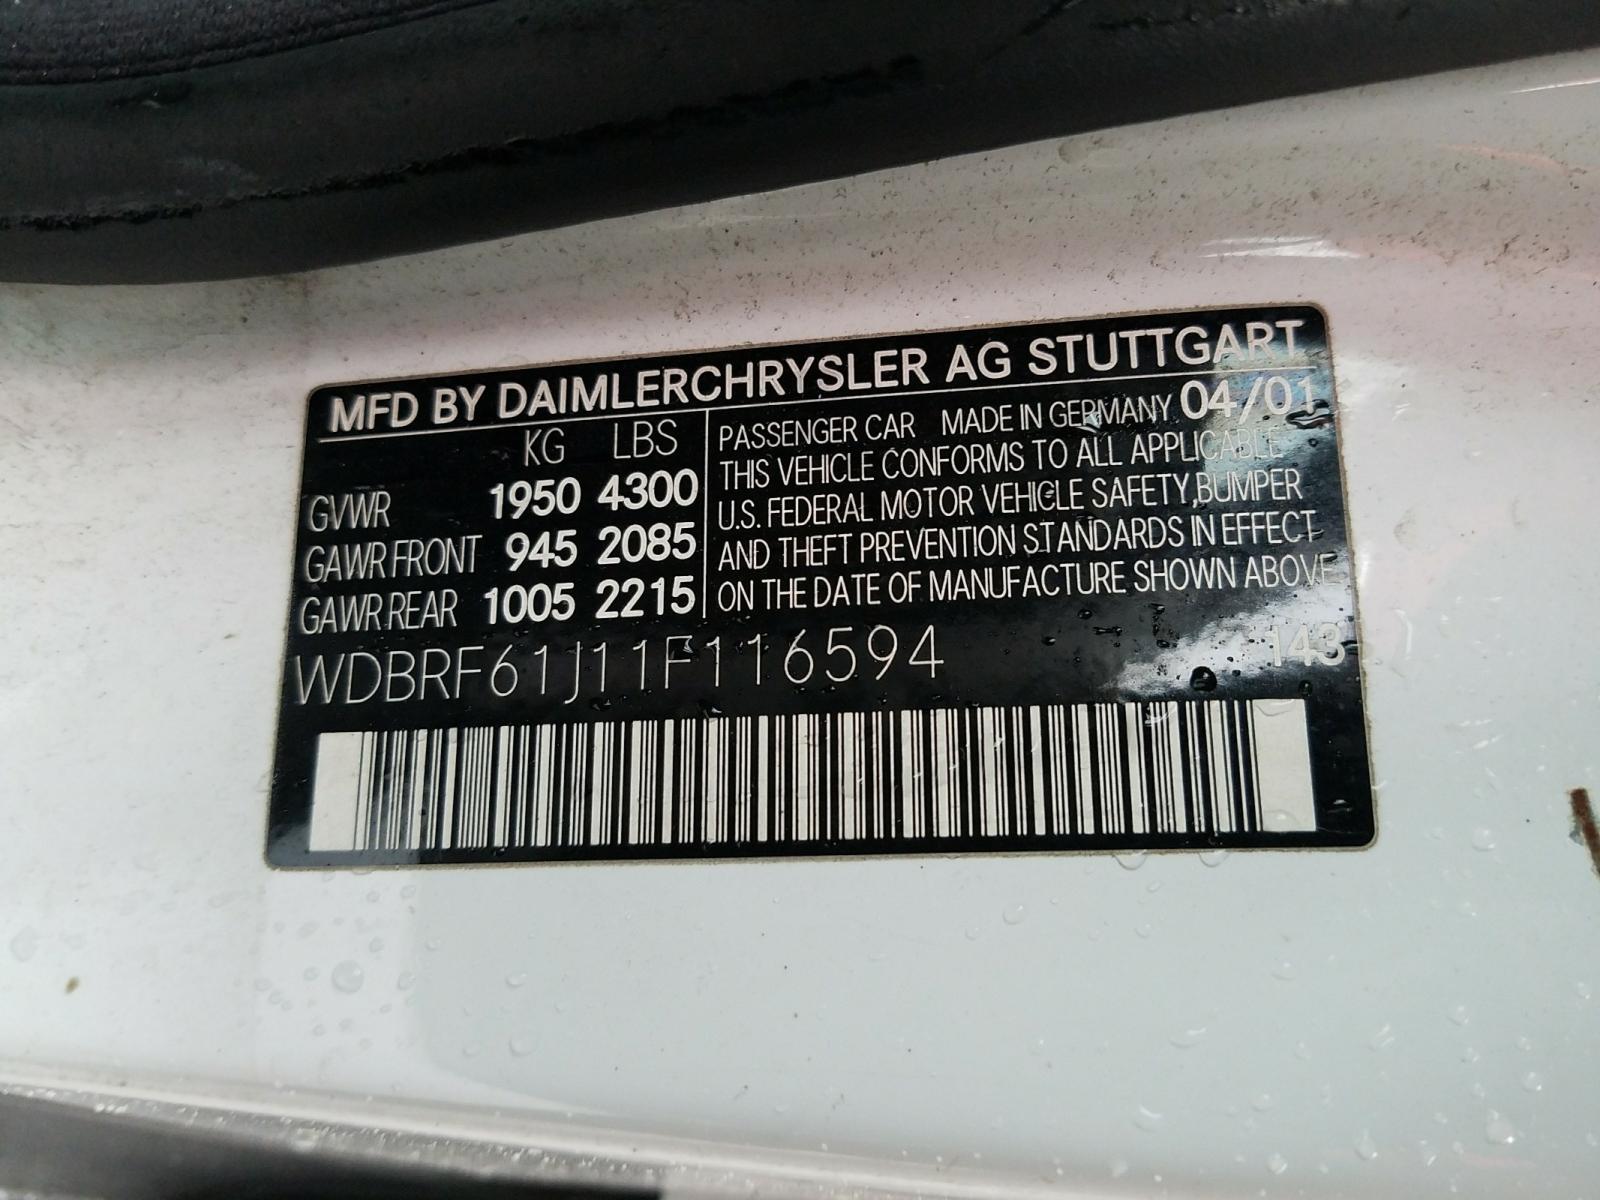 MFD BY DAIMLERCHRYSLER AG STUTTGART
KG LBS
GVWR 1950 4300
GAWR FRONT 945 2085
GAWR REAR 1005 2215
PASSENGER CAR MADE IN GERMANY 04/01
THIS VEHICLE CONFORMS TO ALL APPLICABLE
U.S. FEDERAL MOTOR VEHICLE SAFETY,BUMPER
AND THEFT PREVENTION STANDARDS IN EFFECT
ON THE DATE OF MANUFACTURE SHOWN ABOVE
WDBRF61J11F116594
143